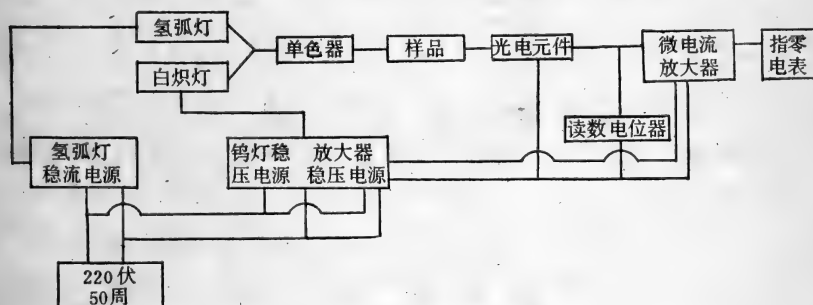 氢弧灯
单色器
样品
光电元件
微电流
放大器
指零
电表
白炽灯
读数电位器
氢弧灯
稳流电源
钨灯稳
压电源
放大器
稳压电源
220伏
50周